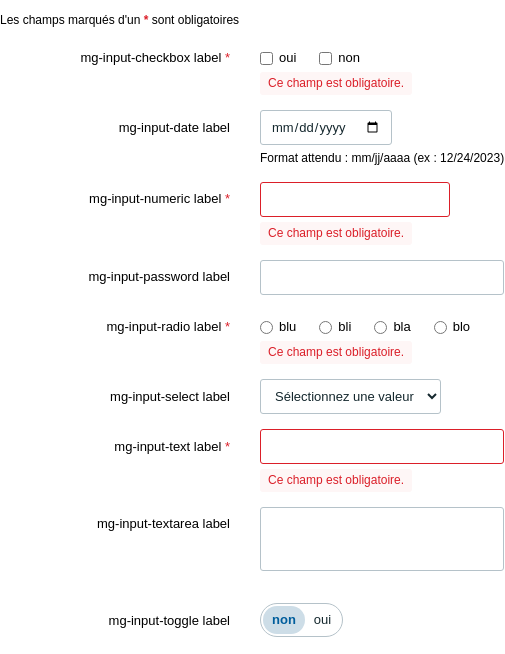 Les champs marqués d'un * sont obligatoires
mg-input-checkbox label * oui non
Ce champ est obligatoire.
mg-input-date label mm/dd/yyyy
Format attendu : mm/jj/aaaa (ex : 12/24/2023)
mg-input-numeric label *
Ce champ est obligatoire.
mg-input-password label
mg-input-radio label * blu bli bla blo
Ce champ est obligatoire.
mg-input-select label Sélectionnez une valeur
mg-input-text label *
Ce champ est obligatoire.
mg-input-textarea label
mg-input-toggle label non oui